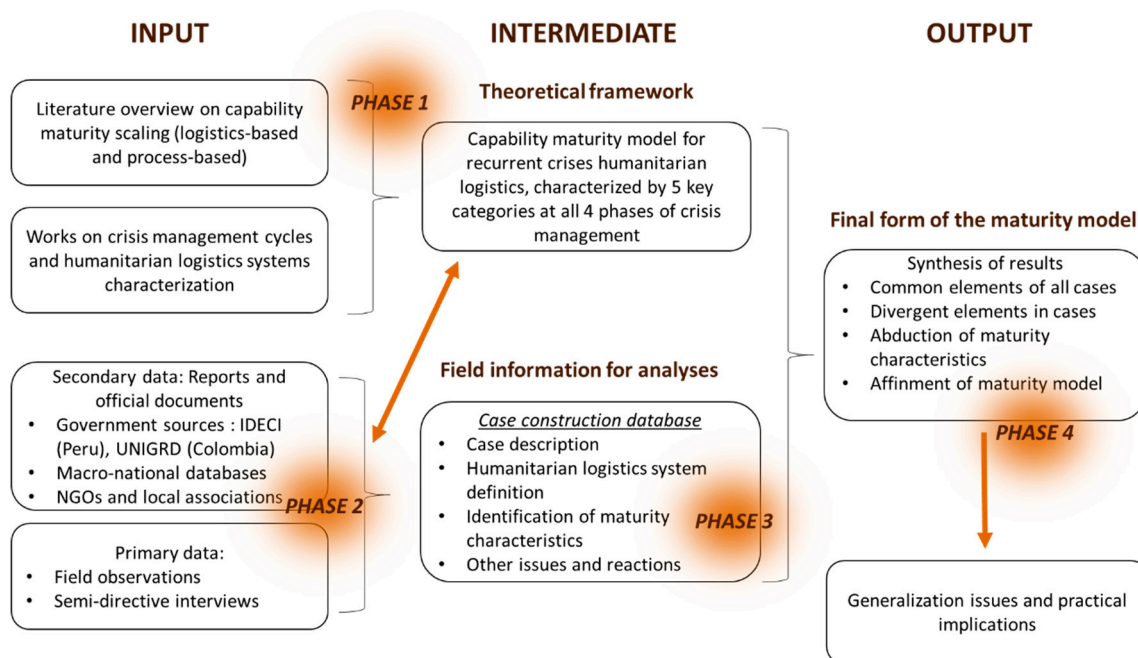 INPUT
INTERMEDIATE
OUTPUT
Literature overview on capability
maturity scaling (logistics-based
and process-based)
PHASE 1
Works on crisis management cycles
and humanitarian logistics systems
characterization
Theoretical framework
Capability maturity model for
recurrent crises humanitarian
logistics, characterized by 5 key
categories at all 4 phases of crisis
management
Secondary data: Reports and
official documents
• Government sources : IDECI
(Peru), UNIGRD (Colombia)
• Macro-national databases
• NGOs and local associations
PHASE 2
Primary data:
• Field observations
• Semi-directive interviews
Field information for analyses
Case construction database
• Case description
• Humanitarian logistics system
definition
• Identification of maturity
characteristics
• Other issues and reactions
PHASE 3
Final form of the maturity model
Synthesis of results
• Common elements of all cases
• Divergent elements in cases
• Abduction of maturity
characteristics
• Affinment of maturity model
PHASE 4
Generalization issues and practical
implications